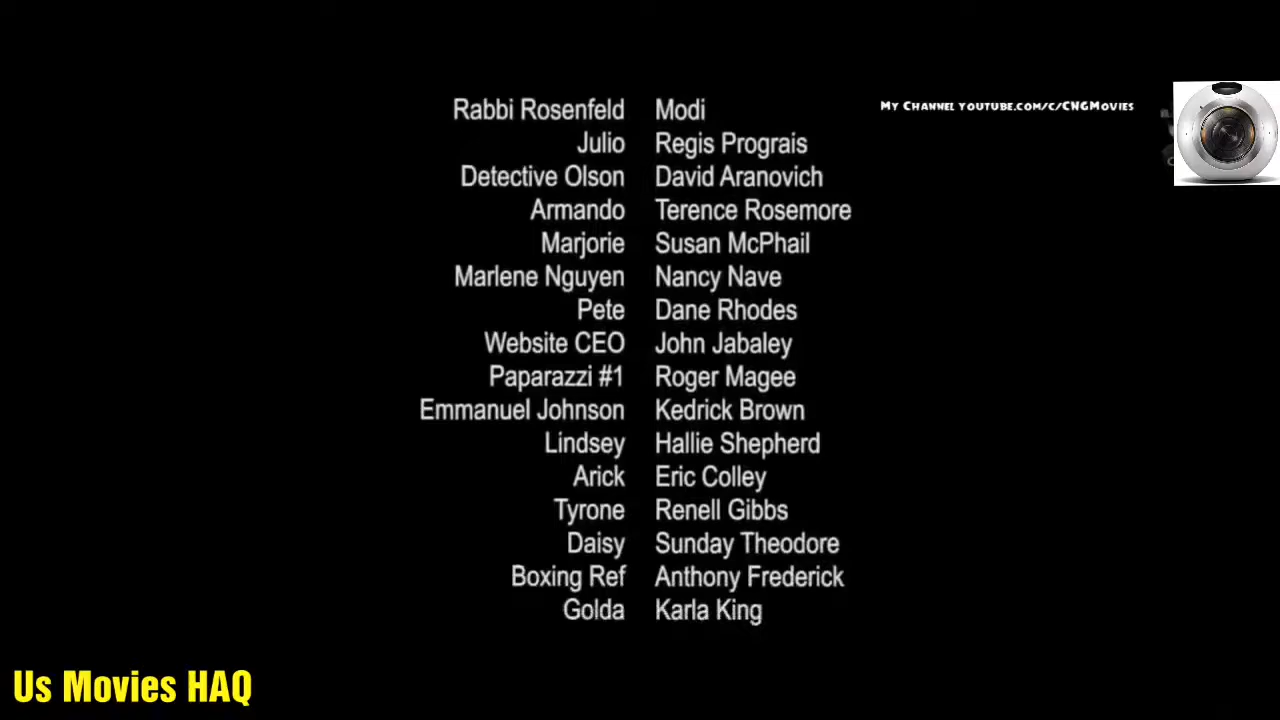 Rabbi Rosenfeld Modi
My Channel youtube.com/c/CNGMovies
Julio Regis Prograis
Detective Olson David Aranovich
Armando Terence Rosemore
Marjorie Susan McPhail
Marlene Nguyen Nancy Nave
Pete Dane Rhodes
Website CEO John Jabaley
Paparazzi #1 Roger Magee
Emmanuel Johnson Kedrick Brown
Lindsey Hallie Shepherd
Arick Eric Colley
Tyrone Renell Gibbs
Daisy Sunday Theodore
Boxing Ref Anthony Frederick
Golda Karla King
Us Movies HAQ